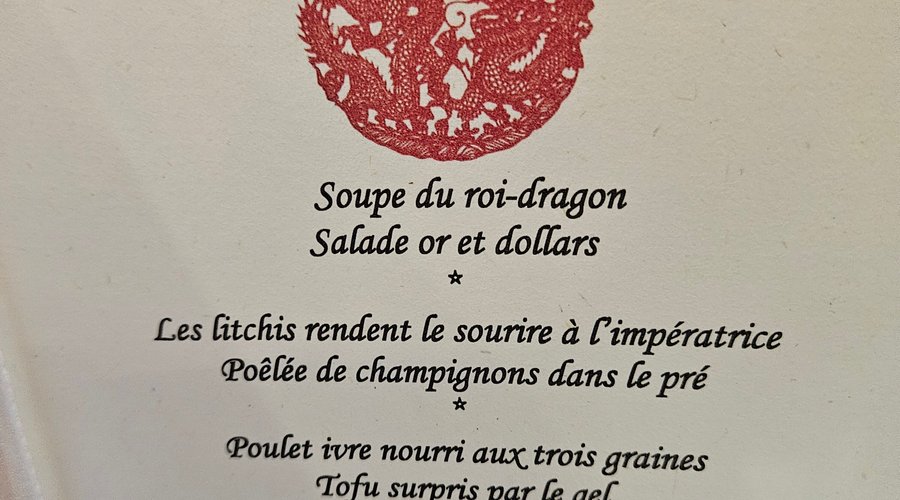 Soupe du roi-dragon
Salade or et dollars
Les litchis rendent le sourire à l'impératrice
Poêlée de champignons dans le pré
Poulet ivre nourri aux trois graines
Tofu surpris par le gel